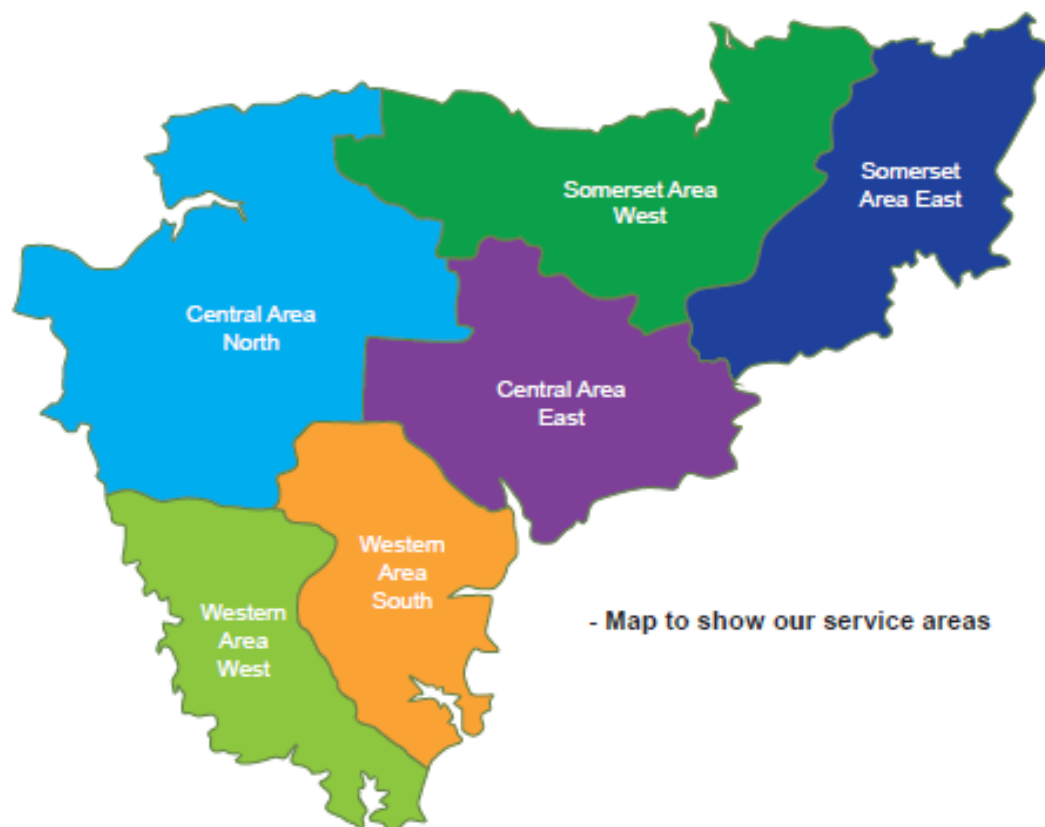 Somerset Area
West
Somerset
Area East
Central Area
North
Central Area
East
Western
Area
South
Western
Area
West
- Map to show our service areas